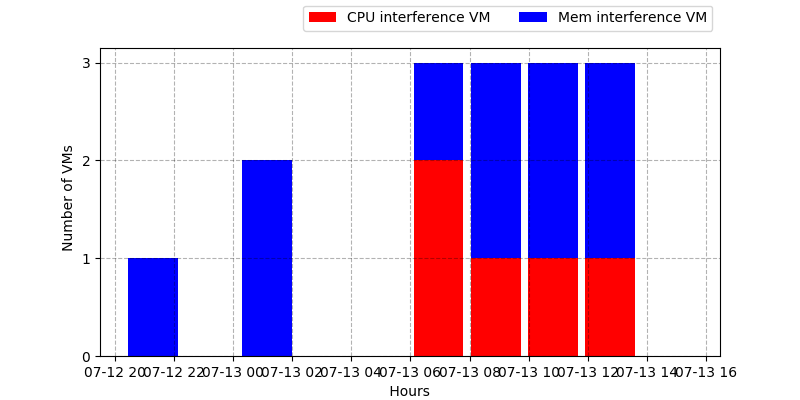 CPU interference VM Mem interference VM
3
2
1
0
Number of VMs
07-12 20 07-12 22 07-13 00 07-13 02 07-13 04 07-13 06 07-13 08 07-13 10 07-13 12 07-13 14 07-13 16
Hours